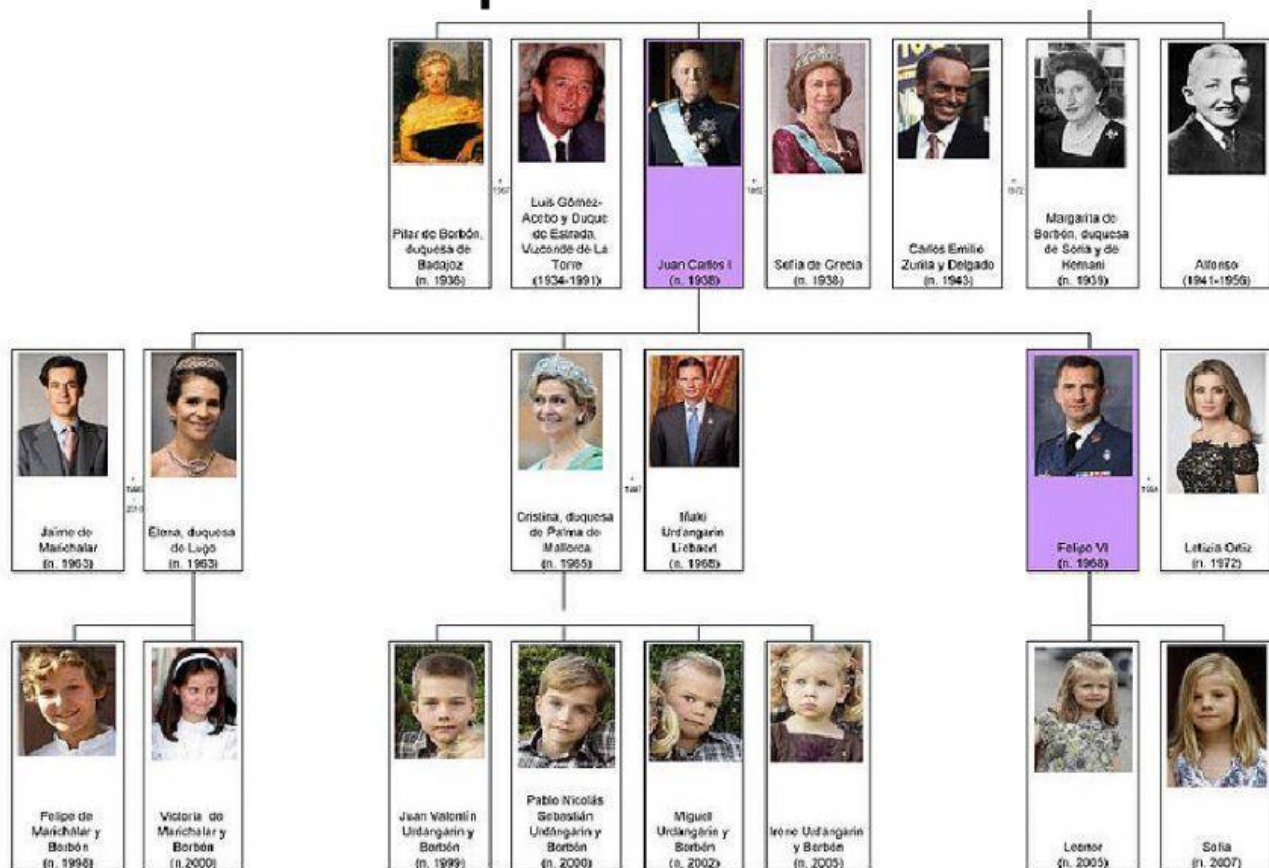 Pilar de Borbón,
duquesa de
Badajoz
(n. 1936)
1967
Luis Gómez-
Acebo y Duque
de Estrada,
Vizconde de La
Torre
(1934-1991)
Juan Carlos I
(n. 1938)
1962
Sofía de Grecia
(n. 1938)
Carlos Emilio
Zurita y Delgado
(n. 1943)
1972
Margarita de
Borbón, duquesa
de Soria y de
Hernani
(n. 1939)
Alfonso
(1941-1956)
Jaime de
Marichalar
(n. 1963)
Elena, duquesa
de Lugo
(n. 1963)
Cristina, duquesa
de Palma de
Mallorca
(n. 1965)
1997
Iñaki
Urdangarin
Liebaert
(n. 1968)
Felipe VI
(n. 1968)
Letizia Ortiz
(n. 1972)
Felipe de
Marichalar y
Borbón
(n. 1998)
Victoria de
Marichalar y
Borbón
(n. 2000)
Juan Valentín
Urdangarin y
Borbón
(n. 1999)
Pablo Nicolás
Sebastián
Urdangarin y
Borbón
(n. 2000)
Miguel
Urdangarin y
Borbón
(n. 2002)
Irene Urdangarin
y Borbón
(n. 2005)
Leonor
(n. 2005)
Sofía
(n. 2007)